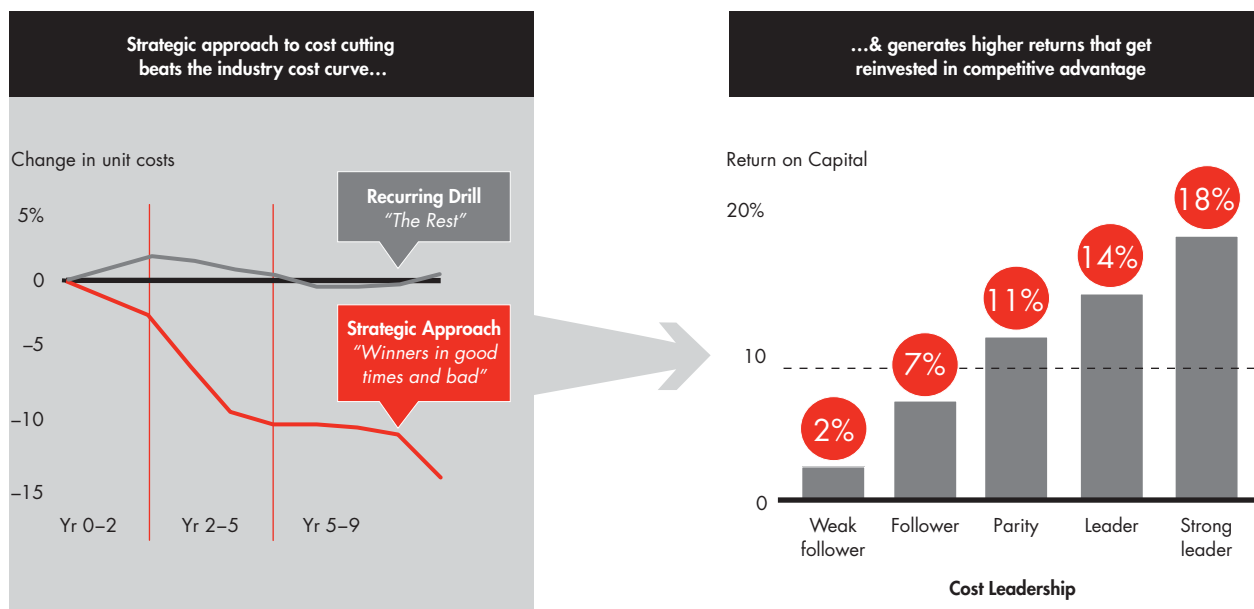 Strategic approach to cost cutting
beats the industry cost curve…
Change in unit costs
5%
0
–5
–10
–15
Recurring Drill
“The Rest”
Strategic Approach
“Winners in good
times and bad”
Yr 0–2
Yr 2–5
Yr 5–9
…& generates higher returns that get
reinvested in competitive advantage
Return on Capital
20%
10
0
2%
7%
11%
14%
18%
Weak
follower
Follower
Parity
Leader
Strong
leader
Cost Leadership